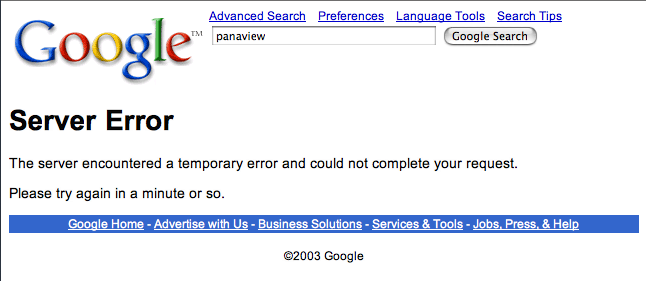 Advanced Search Preferences Language Tools Search Tips
Google™ panaview Google Search
Server Error
The server encountered a temporary error and could not complete your request.
Please try again in a minute or so.
Google Home - Advertise with Us - Business Solutions - Services & Tools - Jobs, Press, & Help
©2003 Google